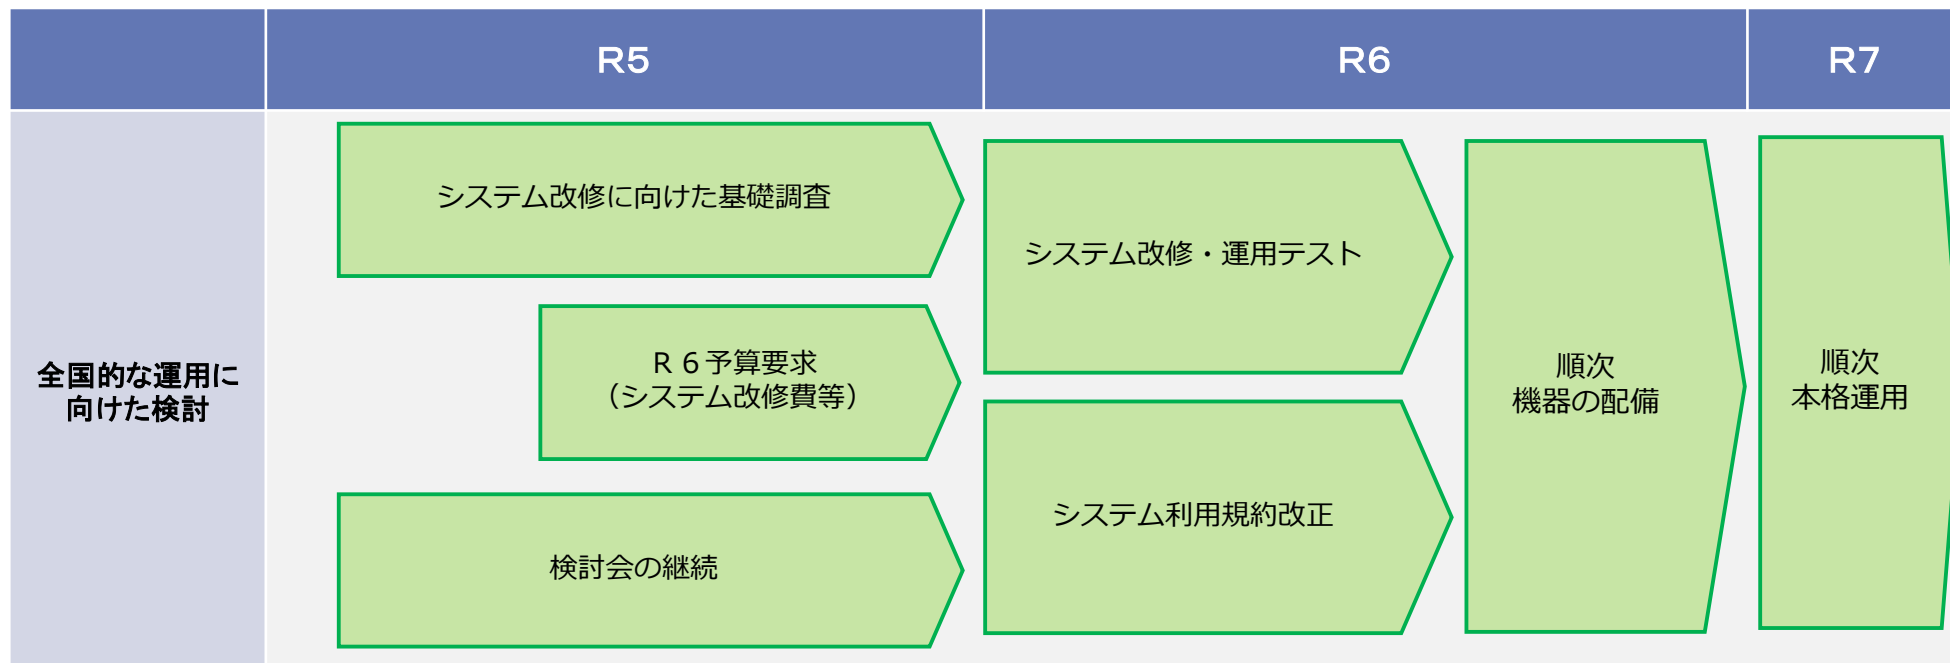 R5
R6
R7
全国的な運用に
向けた検討
システム改修に向けた基礎調査
R６予算要求
（システム改修費等）
検討会の継続
システム改修・運用テスト
システム利用規約改正
順次
機器の配備
順次
本格運用